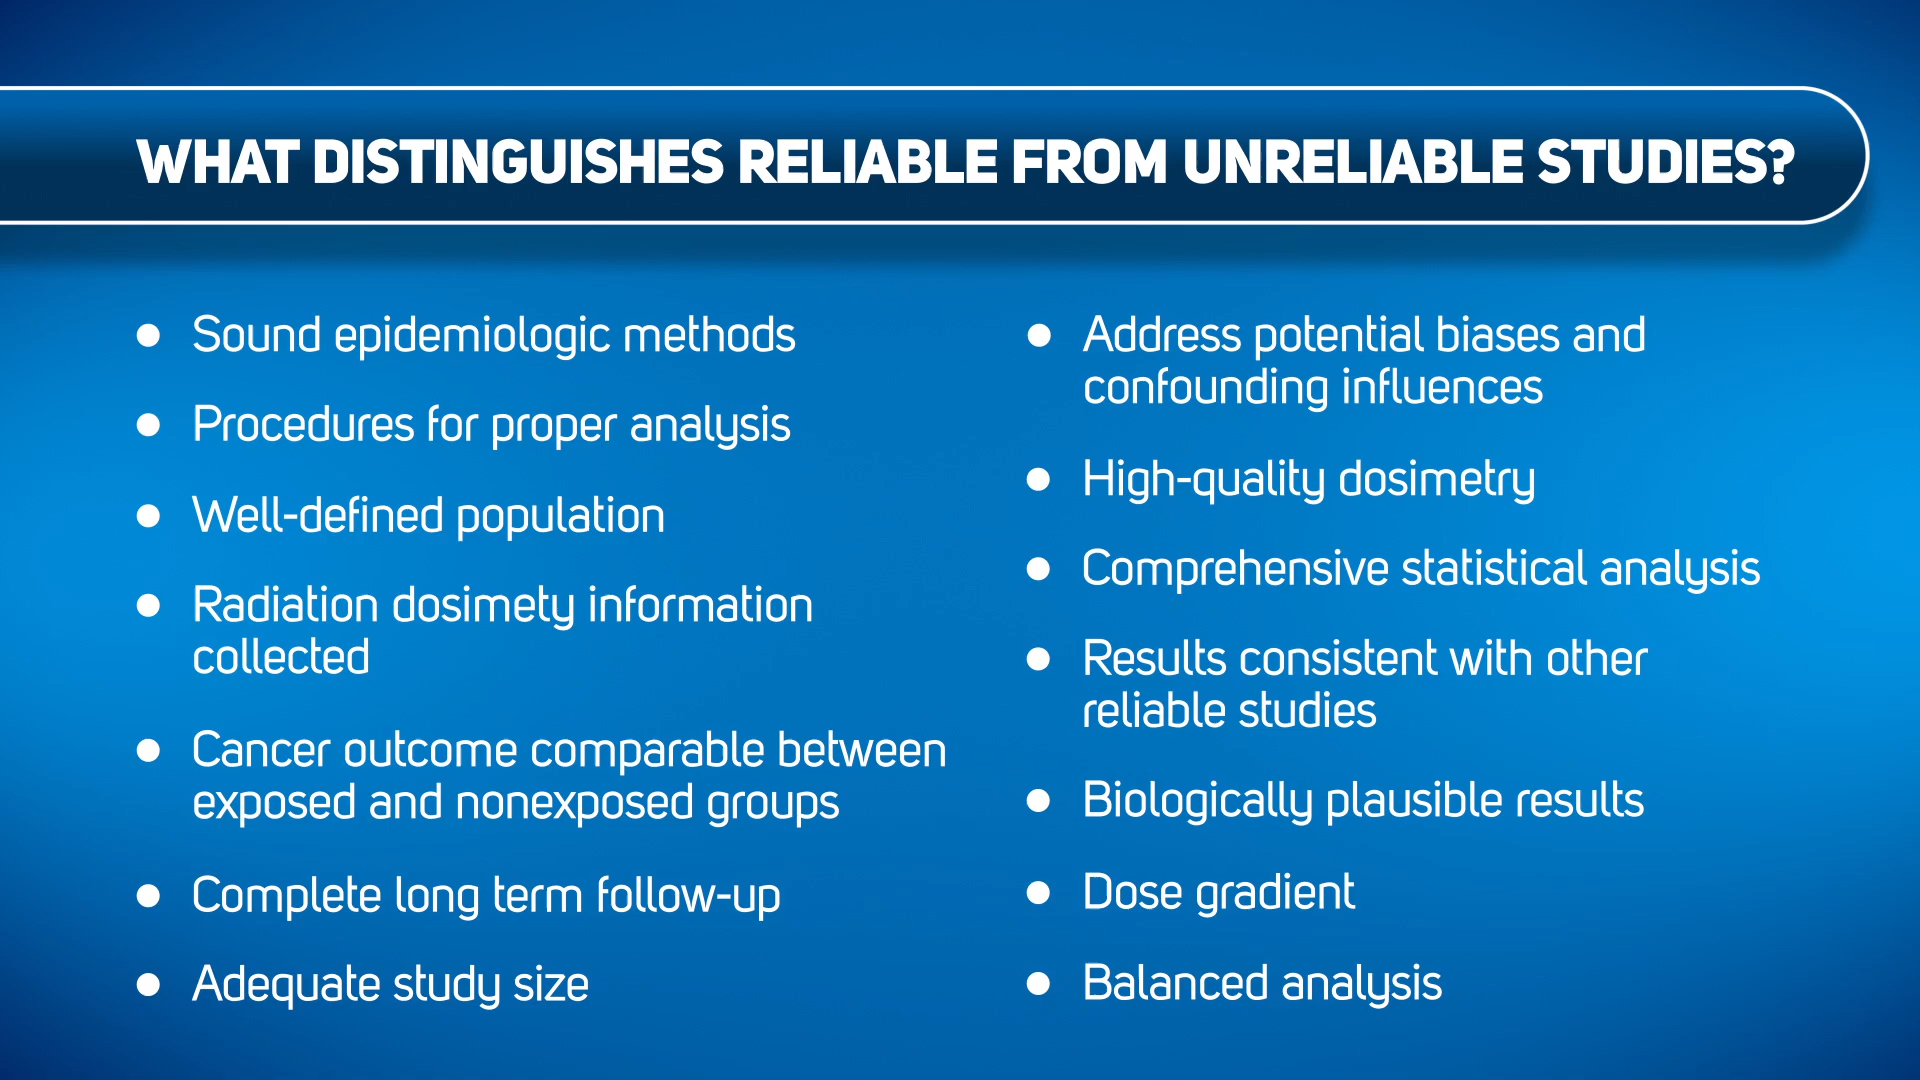 WHAT DISTINGUISHES RELIABLE FROM UNRELIABLE STUDIES?
● Sound epidemiologic methods
● Procedures for proper analysis
● Well-defined population
● Radiation dosimety information
collected
● Cancer outcome comparable between
exposed and nonexposed groups
● Complete long term follow-up
● Adequate study size
● Address potential biases and
confounding influences
● High-quality dosimetry
● Comprehensive statistical analysis
● Results consistent with other
reliable studies
● Biologically plausible results
● Dose gradient
● Balanced analysis